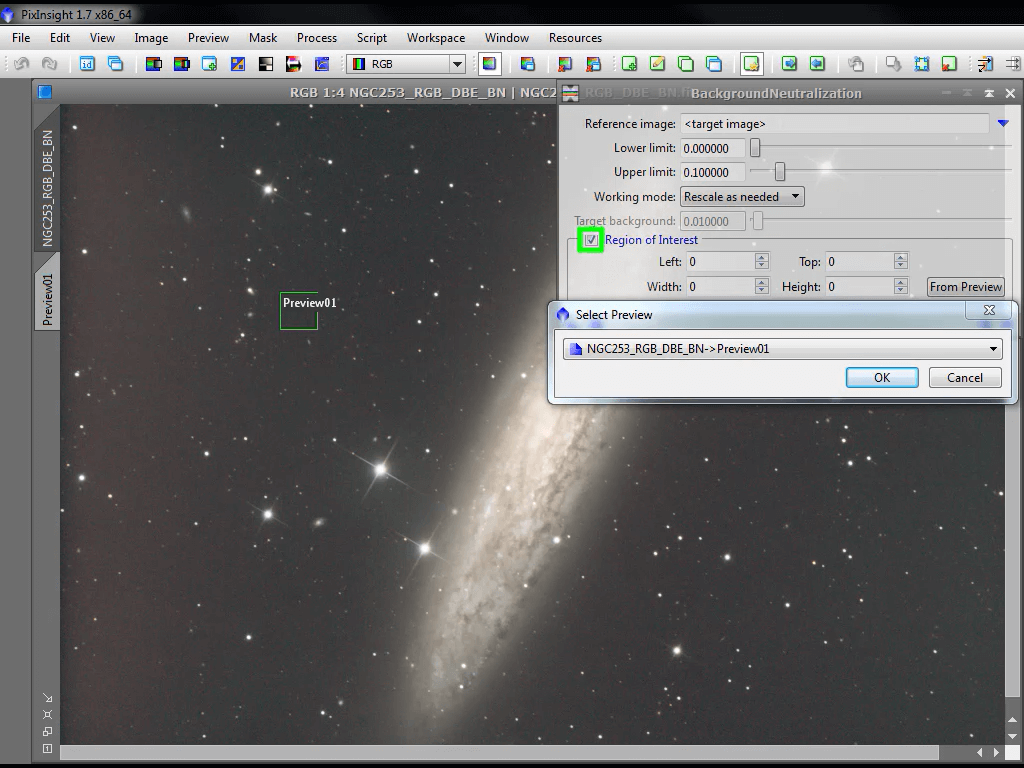 PixInsight 1.7 x86_64
File Edit View Image Preview Mask Process Script Workspace Window Resources
RGB
RGB 1:4 NGC253_RGB_DBE_BN | NGC2
RGB_DBE_BN.fi
BackgroundNeutralization
Reference image: <target image>
Lower limit: 0.000000
Upper limit: 0.100000
Working mode: Rescale as needed
Target background: 0.010000
Region of Interest
Left: 0 Top: 0
Width: 0 Height: 0 From Preview
Select Preview
NGC253_RGB_DBE_BN->Preview01
OK Cancel
NGC253_RGB_DBE_BN
Preview01
Preview01